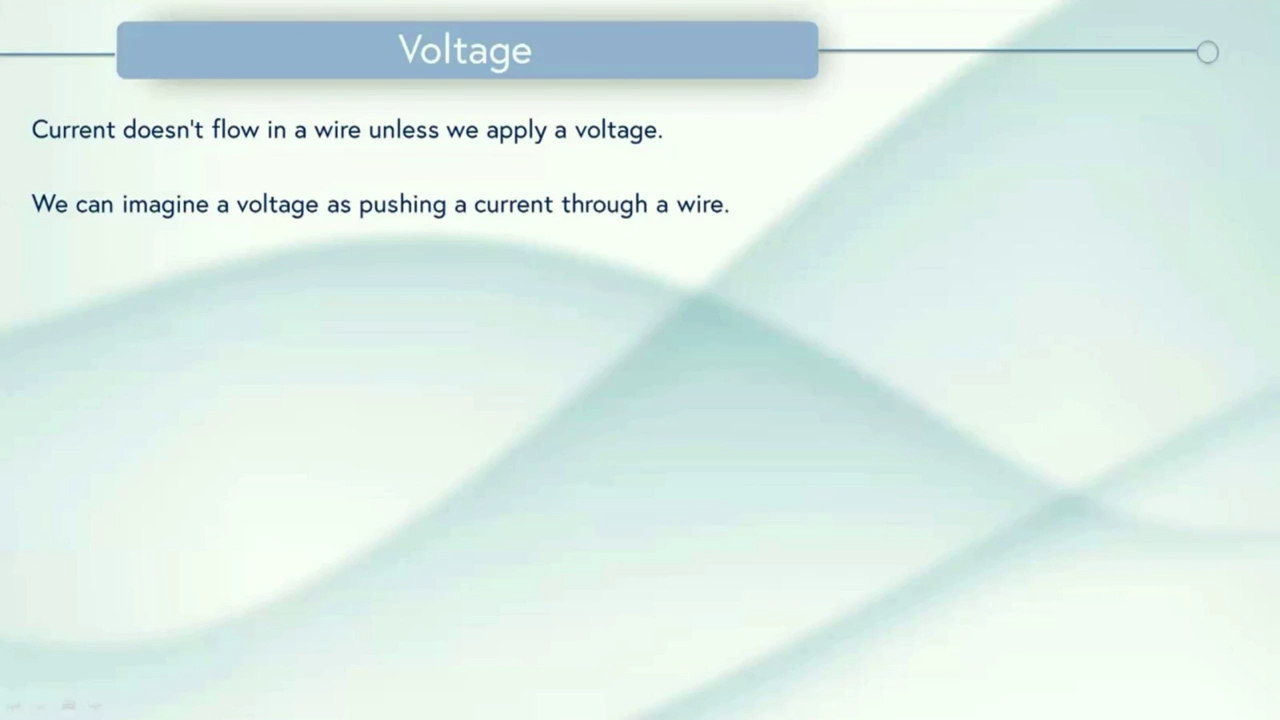 Voltage
Current doesn't flow in a wire unless we apply a voltage.
We can imagine a voltage as pushing a current through a wire.